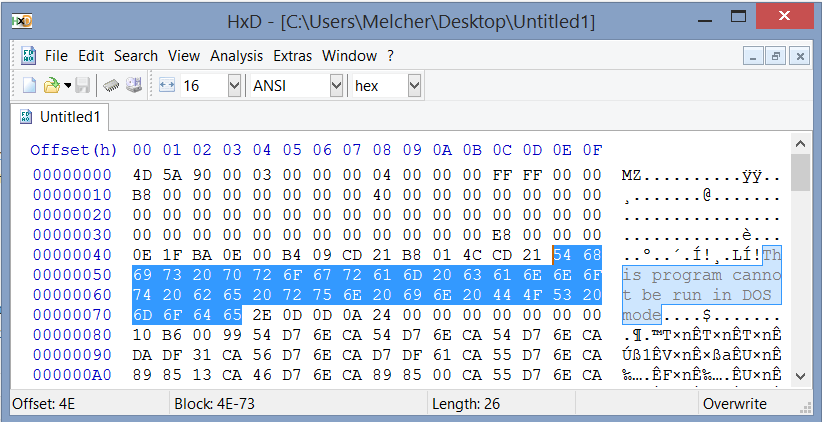 HxD - [C:\Users\Melcher\Desktop\Untitled1]
File Edit Search View Analysis Extras Window ?
16 ANSI hex
Untitled1
Offset(h) 00 01 02 03 04 05 06 07 08 09 0A 0B 0C 0D 0E 0F
00000000 4D 5A 90 00 03 00 00 00 04 00 00 00 FF FF 00 00 MZ..........ÿÿ..
00000010 B8 00 00 00 00 00 00 00 40 00 00 00 00 00 00 00 ¸.......@.......
00000020 00 00 00 00 00 00 00 00 00 00 00 00 00 00 00 00 ................
00000030 00 00 00 00 00 00 00 00 00 00 00 00 E8 00 00 00 ............è...
00000040 0E 1F BA 0E 00 B4 09 CD 21 B8 01 4C CD 21 54 68 ..º..´.Í!¸.LÍ!Th
00000050 69 73 20 70 72 6F 67 72 61 6D 20 63 61 6E 6E 6F is program canno
00000060 74 20 62 65 20 72 75 6E 20 69 6E 20 44 4F 53 20 t be run in DOS
00000070 6D 6F 64 65 2E 0D 0D 0A 24 00 00 00 00 00 00 00 mode....$.......
00000080 10 B6 00 99 54 D7 6E CA 54 D7 6E CA 54 D7 6E CA .¶.™T×nÊT×nÊT×nÊ
00000090 DA DF 31 CA 56 D7 6E CA D7 DF 61 CA 55 D7 6E CA Úß1ÊV×nÊ×ßaÊU×nÊ
000000A0 89 85 13 CA 46 D7 6E CA 89 85 00 CA 55 D7 6E CA ‰….ÊF×nÊ‰….ÊU×nÊ
Offset: 4E Block: 4E-73 Length: 26 Overwrite